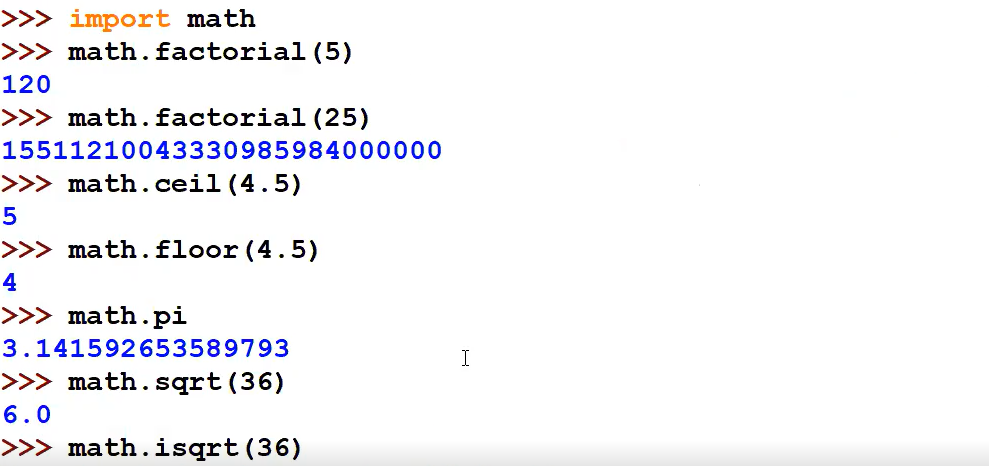 >>> import math
>>> math.factorial(5)
120
>>> math.factorial(25)
15511210043330985984000000
>>> math.ceil(4.5)
5
>>> math.floor(4.5)
4
>>> math.pi
3.141592653589793
>>> math.sqrt(36)
6.0
>>> math.isqrt(36)